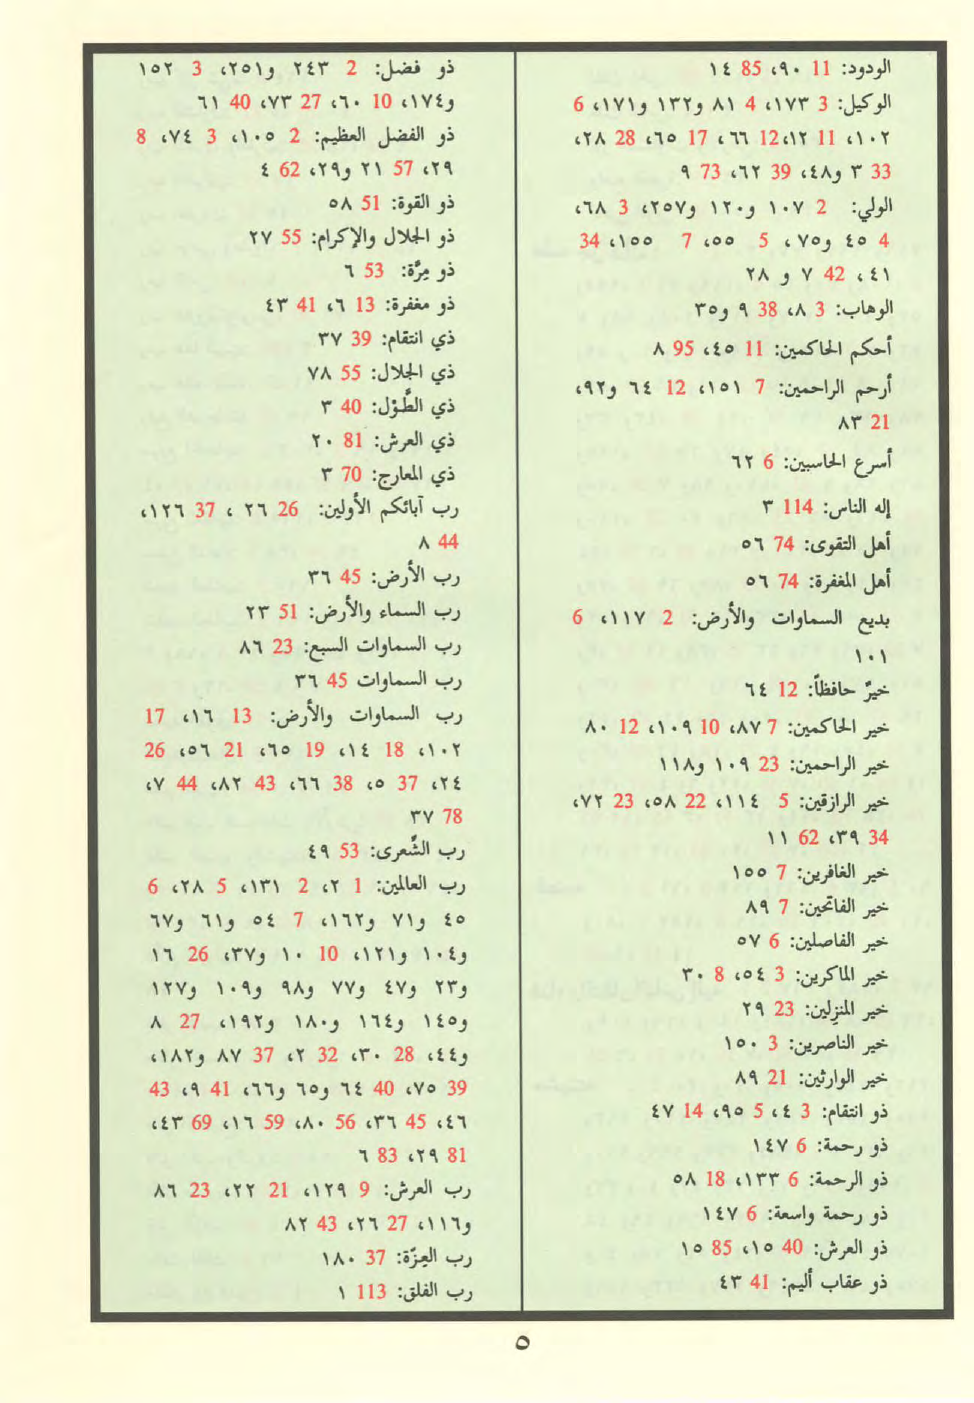 الودود: 11 ٩٠، 85 ١٤
الوكيل: 3 ١٧٣، 4 ٨١ و١٣٢ و١٧١، 6
١٠٢، 11 ١٢،12 ٦٦، 17 ٦٥، 28 ٢٨،
33 ٣ و٤٨، 39 ٦٢، 73 ٩
الولي: 2 ١٠٧ و١٢٠ و٢٥٧، 3 ٦٨،
4 ٤٥ و٧٥ ، 5 ٥٥، 7 ١٥٥، 34
٤١ ، 42 ٧ و ٢٨
الوهاب: 3 ٨، 38 ٩ و٣٥
أحكم الحاكمين: 11 ٤٥، 95 ٨
أرحم الراحمين: 7 ١٥١، 12 ٦٤ و٩٢،
21 ٨٣
أسرع الحاسبين: 6 ٦٢
إله الناس: 114 ٣
أهل التقوى: 74 ٥٦
أهل المغفرة: 74 ٥٦
بديع السماوات والأرض: 2 ١١٧، 6
١٠١
خيرٌ حافظاً: 12 ٦٤
خير الحاكمين: 7 ٨٧، 10 ١٠٩، 12 ٨٠
خير الراحمين: 23 ١٠٩ و١١٨
خير الرازقين: 5 ١١٤، 22 ٥٨، 23 ٧٢،
34 ٣٩، 62 ١١
خير الغافرين: 7 ١٥٥
خير الفاتحين: 7 ٨٩
خير الفاصلين: 6 ٥٧
خير الماكرين: 3 ٥٤، 8 ٣٠
خير المنزِلين: 23 ٢٩
خير الناصرين: 3 ١٥٠
خير الوارثين: 21 ٨٩
ذو انتقام: 3 ٤ ، 5 ٩٥، 14 ٤٧
ذو رحمة: 6 ١٤٧
ذو الرحمة: 6 ١٣٣، 18 ٥٨
ذو رحمة واسعة: 6 ١٤٧
ذو العرش: 40 ١٥، 85 ١٥
ذو عقاب أليم: 41 ٤٣
ذو فضل: 2 ٢٤٣ و٢٥١، 3 ١٥٢
و١٧٤، 10 ٦٠، 27 ٧٣، 40 ٦١
ذو الفضل العظيم: 2 ١٠٥، 3 ٧٤، 8
٢٩، 57 ٢١ و٢٩، 62 ٤
ذو القوة: 51 ٥٨
ذو الجلال والإكرام: 55 ٢٧
ذو مِرَّة: 53 ٦
ذو مغفرة: 13 ٦، 41 ٤٣
ذي انتقام: 39 ٣٧
ذي الجلال: 55 ٧٨
ذي الطَّوْل: 40 ٣
ذي العرش: 81 ٢٠
ذي المعارج: 70 ٣
رب آبائكم الأولين: 26 ٢٦ ، 37 ١٢٦،
44 ٨
رب الأرض: 45 ٣٦
رب السماء والأرض: 51 ٢٣
رب السماوات السبع: 23 ٨٦
رب السماوات 45 ٣٦
رب السماوات والأرض: 13 ١٦، 17
١٠٢، 18 ١٤، 19 ٦٥، 21 ٥٦، 26
٢٤، 37 ٥، 38 ٦٦، 43 ٨٢، 44 ٧،
78 ٣٧
رب الشِّعرى: 53 ٤٩
رب العالمين: 1 ٢، 2 ١٣١، 5 ٢٨، 6
٤٥ و٧١ و١٦٢، 7 ٥٤ و٦١ و٦٧
و١٠٤ و١٢١، 10 ١٠ و٣٧، 26 ١٦
و٢٣ و٤٧ و٧٧ و٩٨ و١٠٩ و١٢٧
و١٤٥ و١٦٤ و١٨٠ و١٩٢، 27 ٨
و٤٤، 28 ٣٠، 32 ٢، 37 ٨٧ و١٨٢،
39 ٧٥، 40 ٦٤ و٦٥ و٦٦، 41 ٩، 43
٤٦، 45 ٣٦، 56 ٨٠، 59 ١٦، 69 ٤٣،
81 ٢٩، 83 ٦
رب العرش: 9 ١٢٩، 21 ٢٢، 23 ٨٦
و١١٦، 27 ٢٦، 43 ٨٢
رب العِزَّة: 37 ١٨٠
رب الفلق: 113 ١
٥